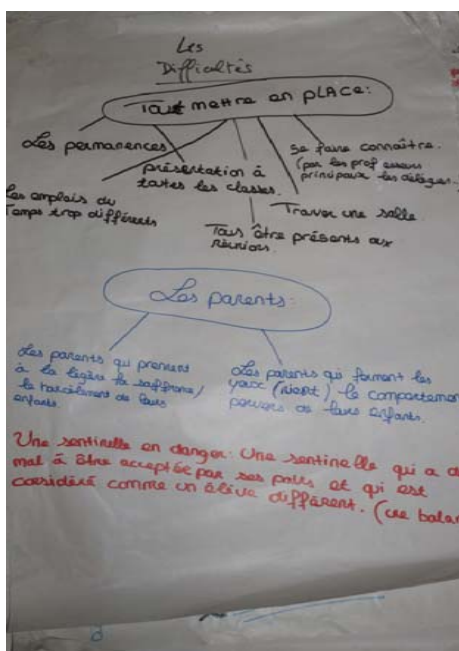 Les
Difficultés
Tout mettre en place:
Les permanences
présentation à
toutes les classes.
se faire connaître.
(par les professeurs
principaux les délégués
Les emplois du
Temps trop différents
Trouver une salle.
Tous être présents aux
réunions.
Les parents:
Les parents qui prennent
à la légère la souffrance/
le harcèlement de leurs
enfants.
Les parents qui ferment les
yeux (nient) le comportement
pervers de leurs enfants.
Une sentinelle en danger: Une sentinelle qui a d
mal à être acceptée par ses pairs et qui est
considéré comme un élève différent. (une balan